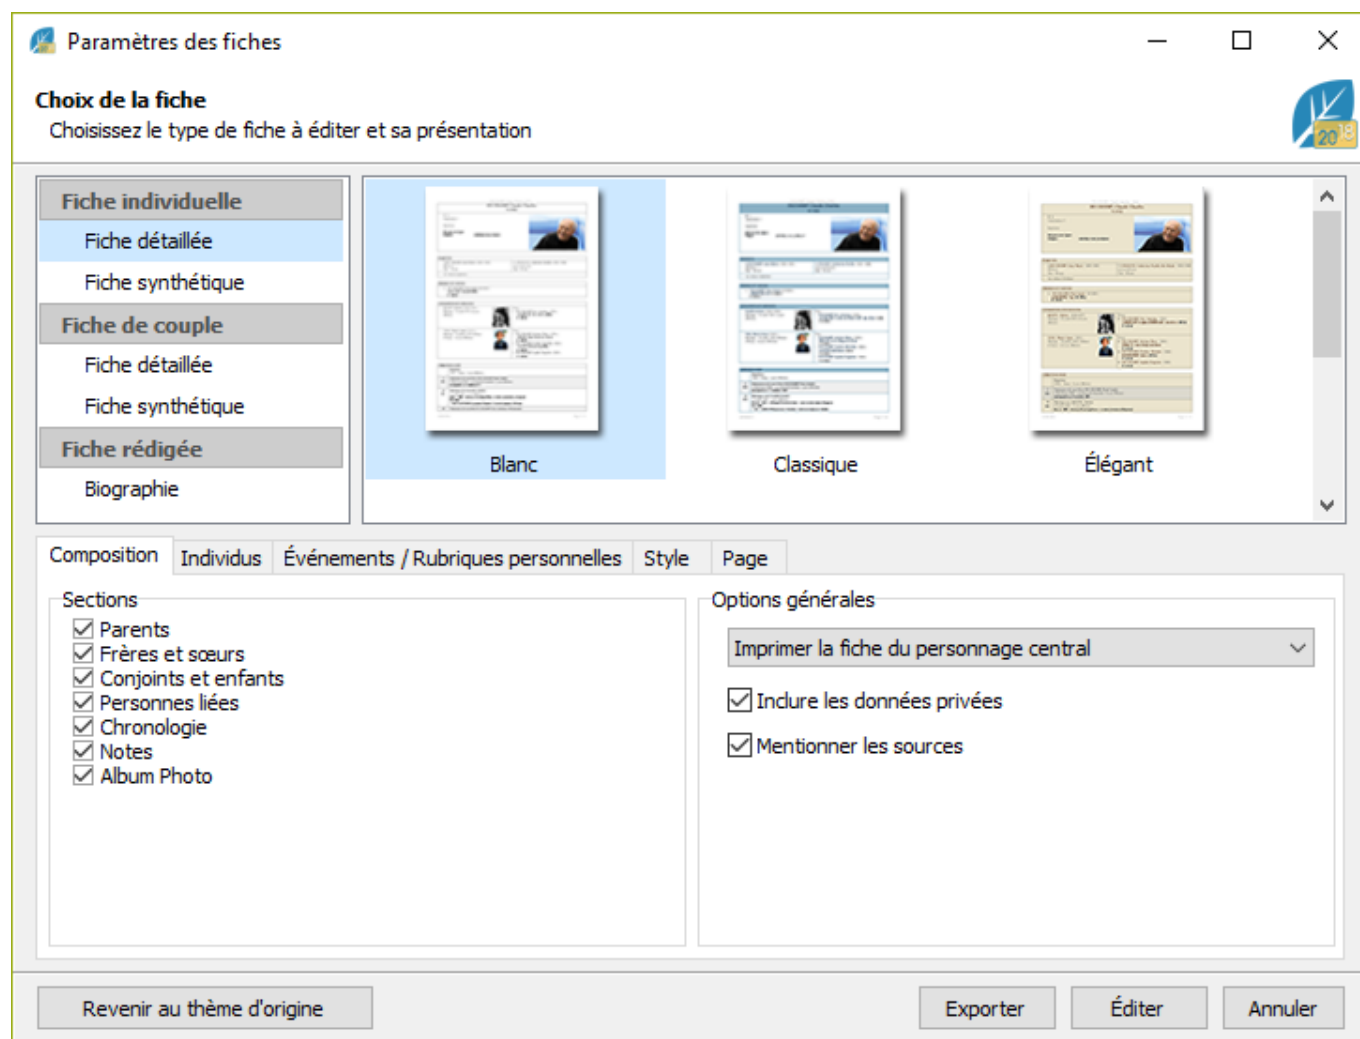 Paramètres des fiches
Choix de la fiche
Choisissez le type de fiche à éditer et sa présentation
2018
Fiche individuelle
Fiche détaillée
Fiche synthétique
Fiche de couple
Fiche détaillée
Fiche synthétique
Fiche rédigée
Biographie
Blanc
Classique
Élégant
Composition
Individus
Événements / Rubriques personnelles
Style
Page
Sections
Parents
Frères et sœurs
Conjoints et enfants
Personnes liées
Chronologie
Notes
Album Photo
Options générales
Imprimer la fiche du personnage central
Inclure les données privées
Mentionner les sources
Revenir au thème d'origine
Exporter
Éditer
Annuler